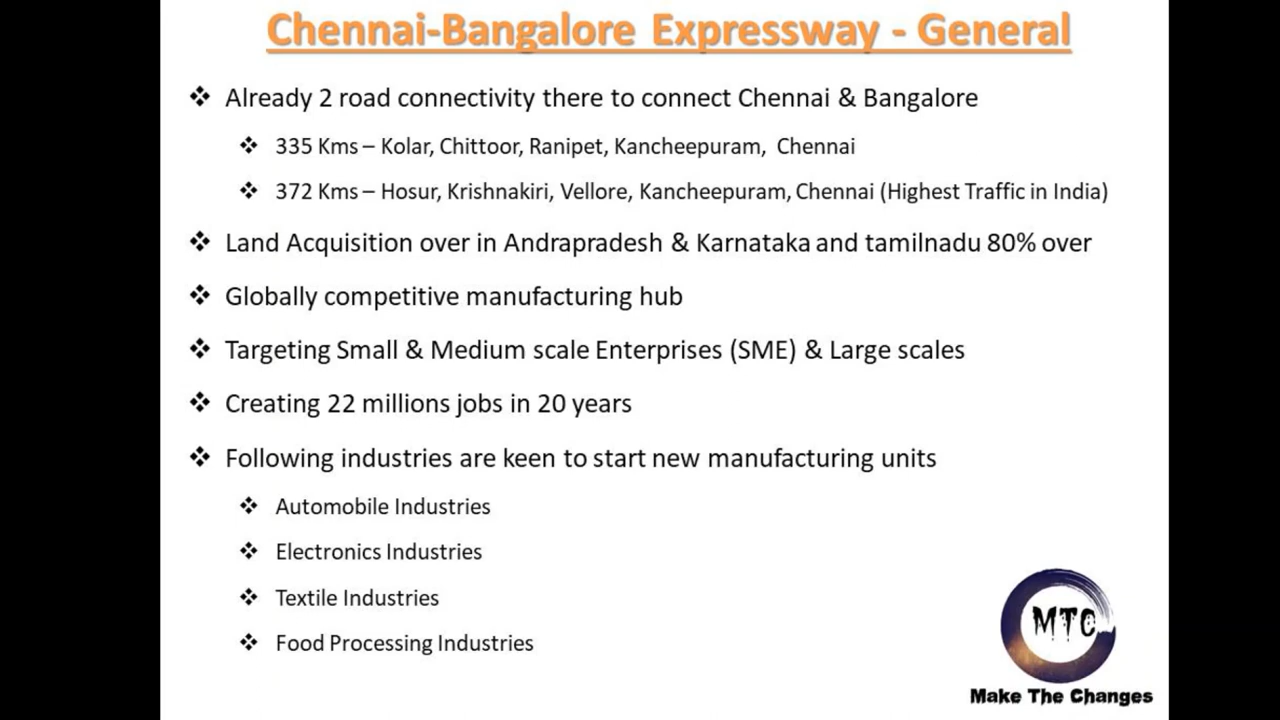 Chennai-Bangalore Expressway - General
Already 2 road connectivity there to connect Chennai & Bangalore
335 Kms – Kolar, Chittoor, Ranipet, Kancheepuram, Chennai
372 Kms – Hosur, Krishnakiri, Vellore, Kancheepuram, Chennai (Highest Traffic in India)
Land Acquisition over in Andrapradesh & Karnataka and tamilnadu 80% over
Globally competitive manufacturing hub
Targeting Small & Medium scale Enterprises (SME) & Large scales
Creating 22 millions jobs in 20 years
Following industries are keen to start new manufacturing units
Automobile Industries
Electronics Industries
Textile Industries
Food Processing Industries
MTC
Make The Changes